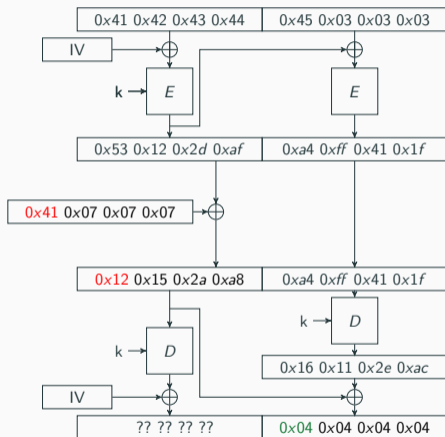 0x41 0x42 0x43 0x44 0x45 0x03 0x03 0x03
IV
k E E
0x53 0x12 0x2d 0xaf 0xa4 0xff 0x41 0x1f
0x41 0x07 0x07 0x07
0x12 0x15 0x2a 0xa8 0xa4 0xff 0x41 0x1f
k D
k D
0x16 0x11 0x2e 0xac
IV
?? ?? ?? ?? 0x04 0x04 0x04 0x04